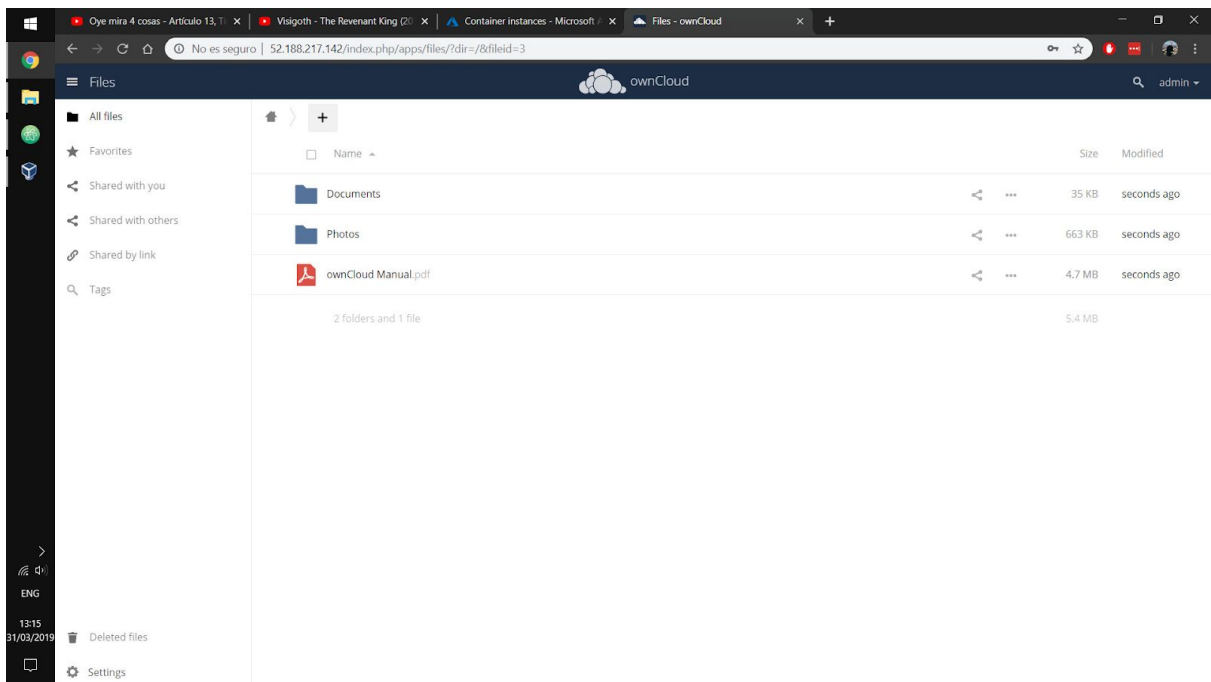 Oye mira 4 cosas - Artículo 13, Ti
Visigoth - The Revenant King (20
Container instances - Microsoft A
Files - ownCloud
No es seguro | 52.188.217.142/index.php/apps/files/?dir=/&fileid=3
Files
ownCloud
admin
All files
Favorites
Shared with you
Shared with others
Shared by link
Tags
Name
Size
Modified
Documents
35 KB
seconds ago
Photos
663 KB
seconds ago
ownCloud Manual.pdf
4.7 MB
seconds ago
2 folders and 1 file
5.4 MB
ENG
13:15
31/03/2019
Deleted files
Settings